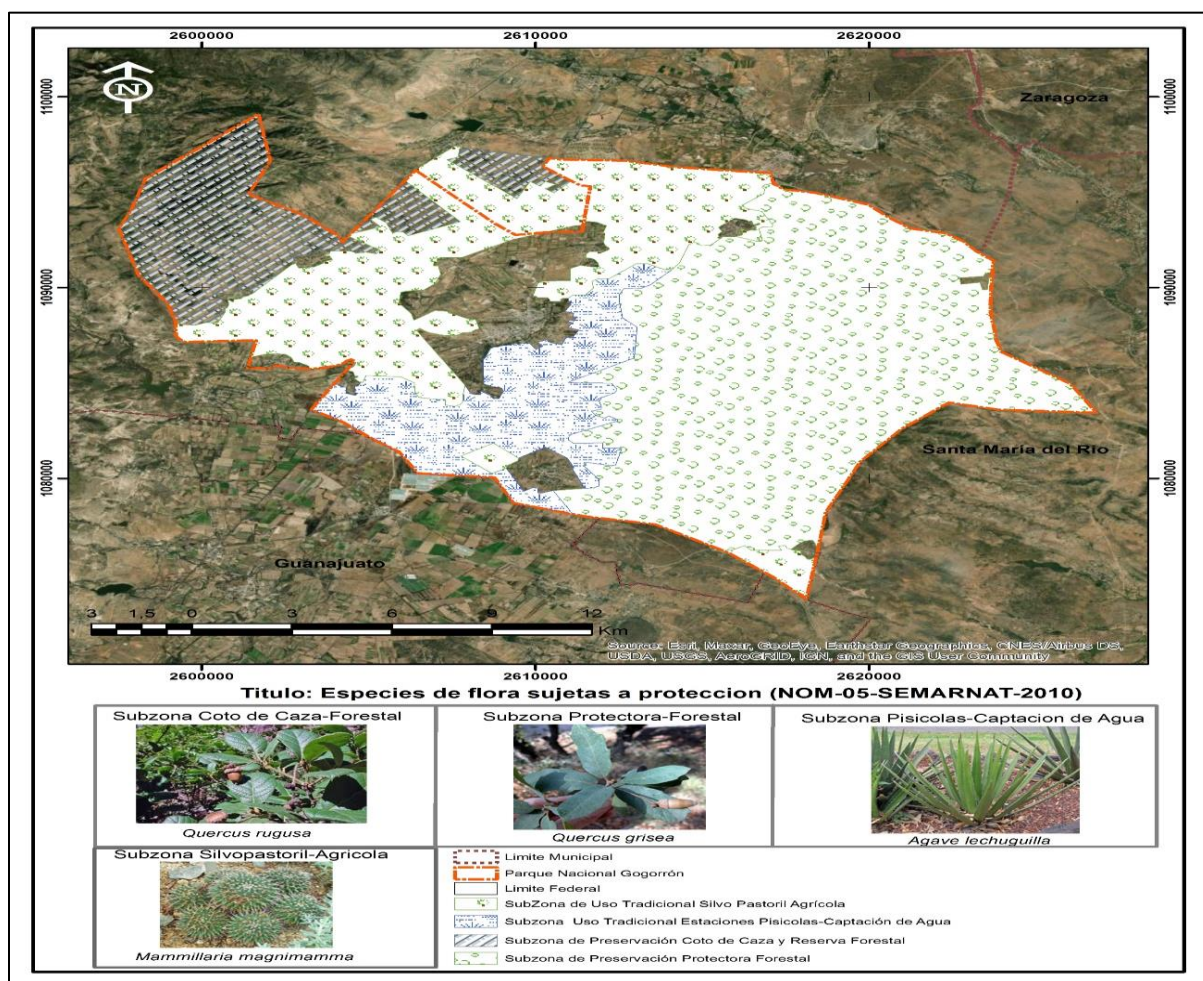 2600000 2610000 2620000
N
Zaragoza
1100000 1100000
1090000 1090000
Santa María del Río
1080000 1080000
Guanajuato
3 1,5 0 3 6 9 12
Km
Source: Esri, Maxar, GeoEye, Earthstar Geographics, CNES/Airbus DS,
USDA, USGS, AeroGRID, IGN, and the GIS User Community
2600000 2610000 2620000
Titulo: Especies de flora sujetas a proteccion (NOM-05-SEMARNAT-2010)
Subzona Coto de Caza-Forestal
Quercus rugusa
Subzona Protectora-Forestal
Quercus grisea
Subzona Pisicolas-Captacion de Agua
Agave lechuguilla
Subzona Silvopastoril-Agricola
Mammillaria magnimamma
Limite Municipal
Parque Nacional Gogorrón
Limite Federal
SubZona de Uso Tradicional Silvo Pastoril Agrícola
Subzona Uso Tradicional Estaciones Pisicolas-Captación de Agua
Subzona de Preservación Coto de Caza y Reserva Forestal
Subzona de Preservación Protectora Forestal